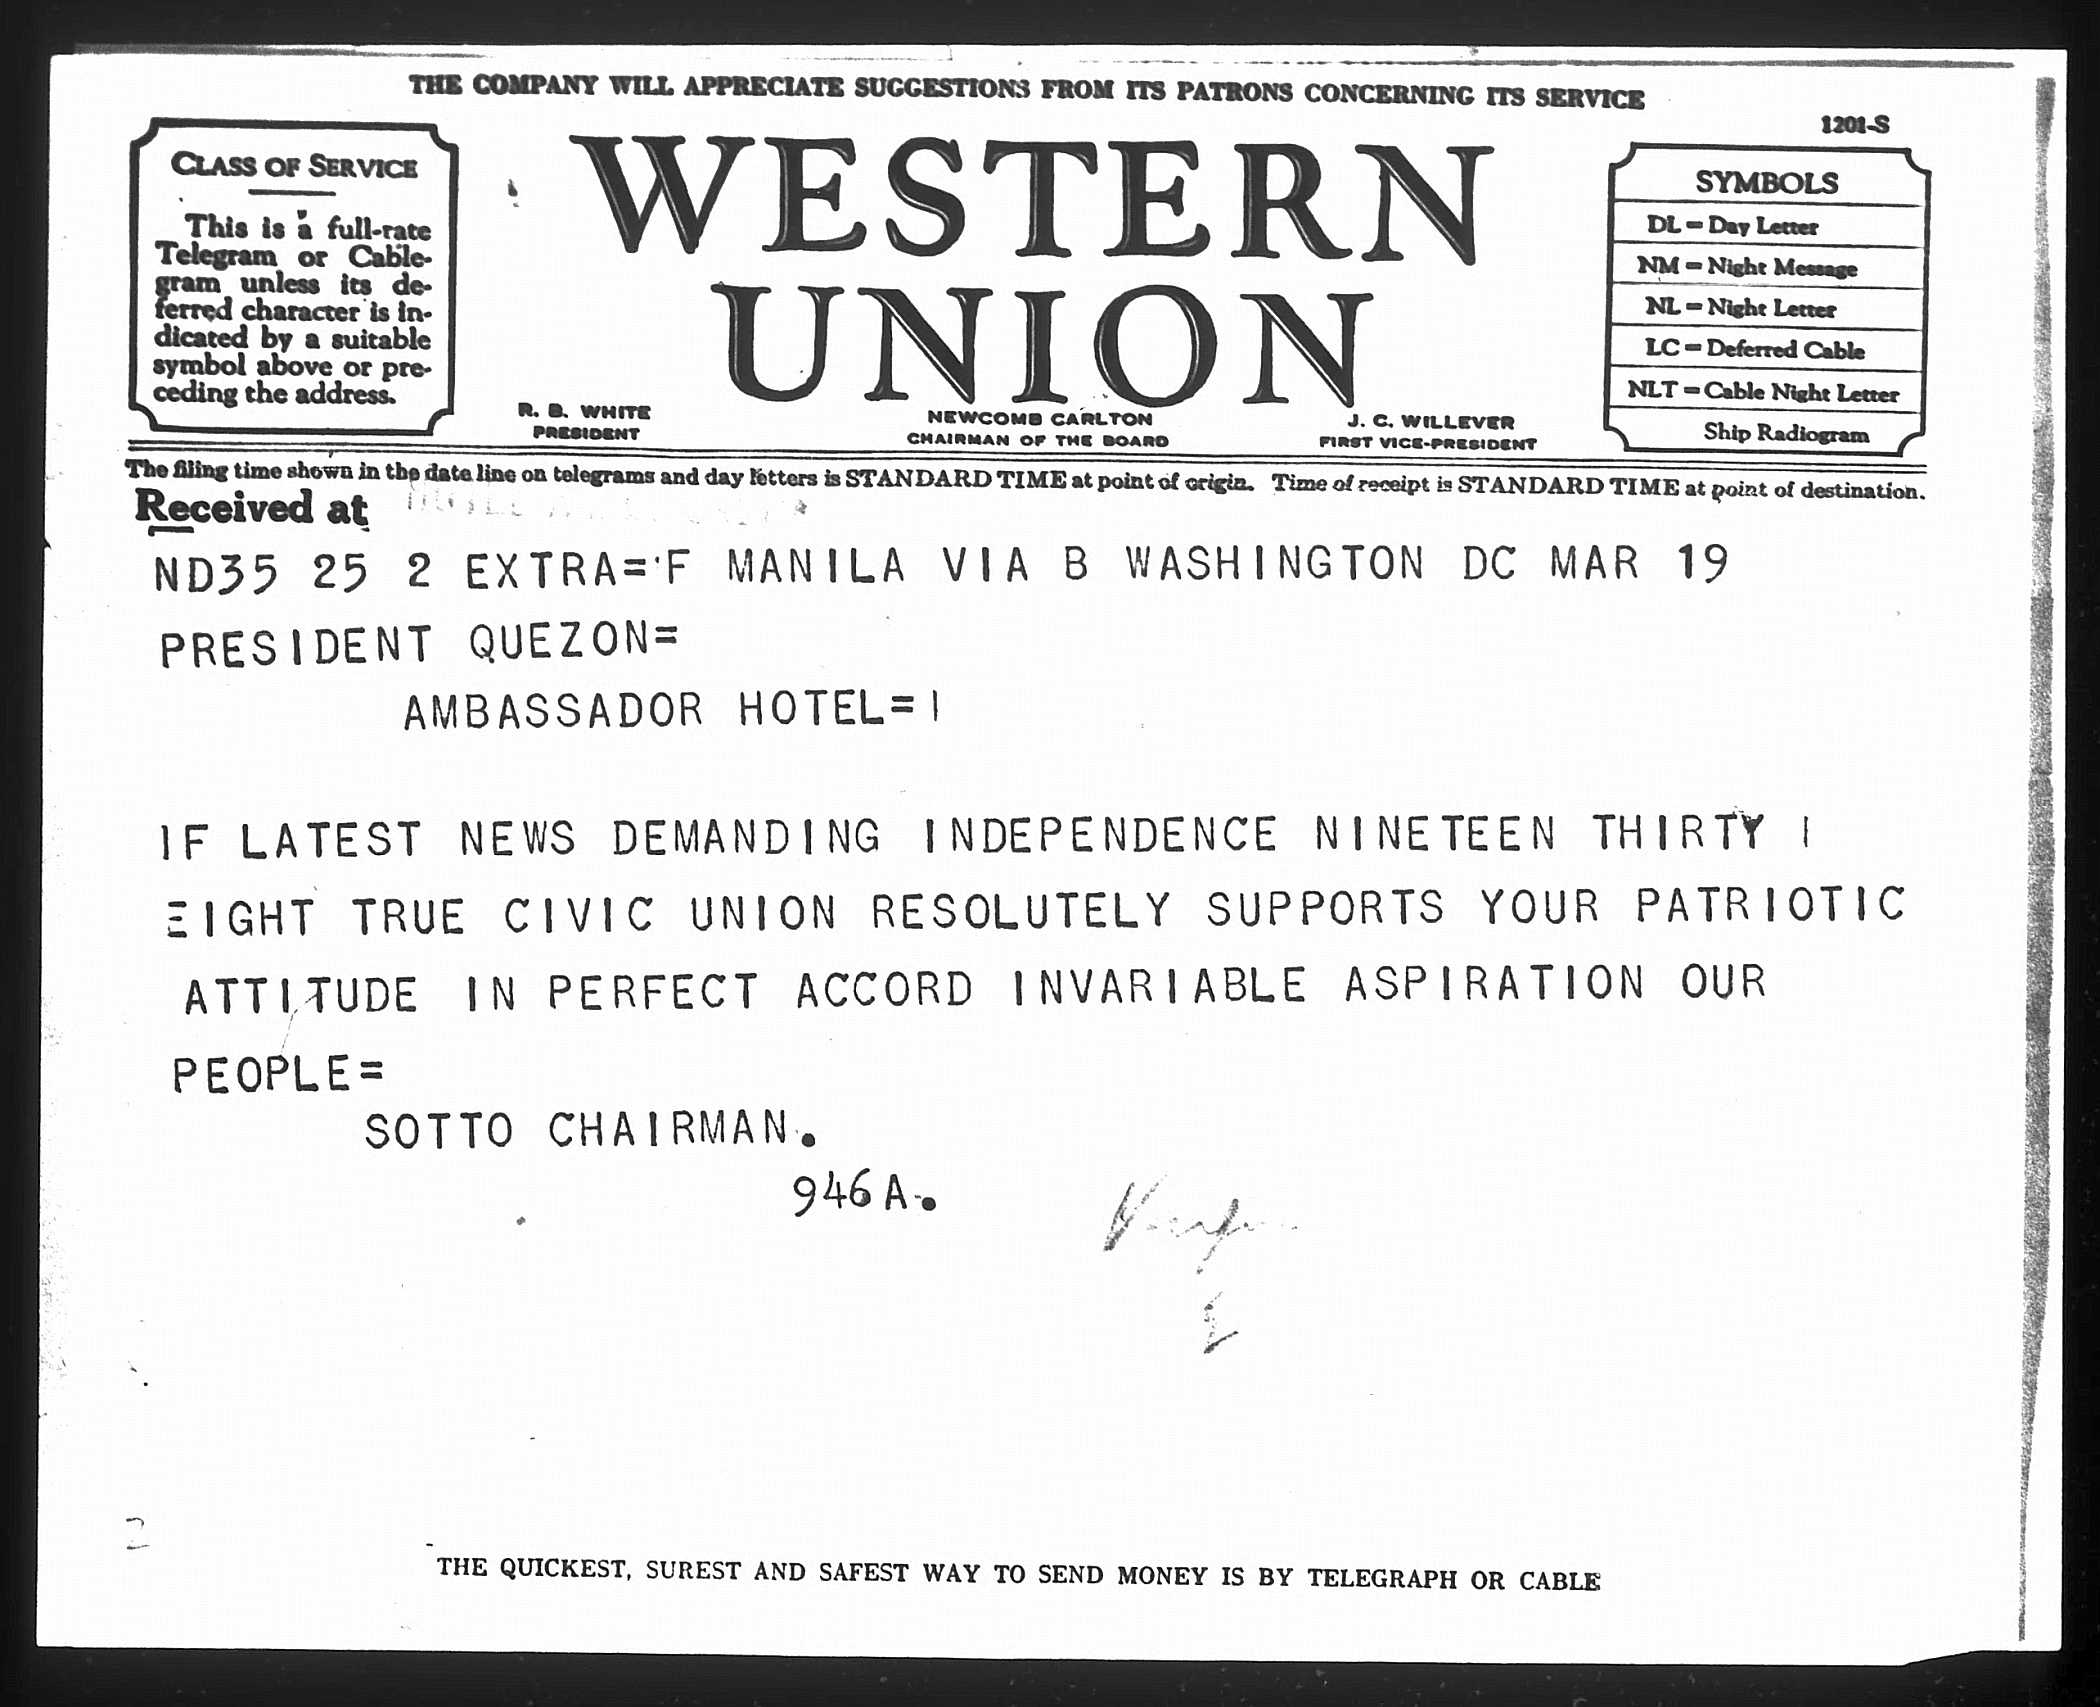 THE COMPANY WILL APPRECIATE SUGGESTIONS FROM ITS PATRONS CONCERNING ITS SERVICE
1201-S
CLASS OF SERVICE
This is a full-rate
Telegram or Cable-
gram unless its de-
ferred character is in-
dicated by a suitable
symbol above or pre-
ceding the address.
WESTERN
UNION
R. B. WHITE
PRESIDENT
NEWCOMB CARLTON
CHAIRMAN OF THE BOARD
J. C. WILLEVER
FIRST VICE-PRESIDENT
SYMBOLS
DL = Day Letter
NM = Night Message
NL = Night Letter
LC = Deferred Cable
NLT = Cable Night Letter
Ship Radiogram
The filing time shown in the date line on telegrams and day letters is STANDARD TIME at point of origin. Time of receipt is STANDARD TIME at point of destination.
Received at
ND35 25 2 EXTRA=F MANILA VIA B WASHINGTON DC MAR 19
PRESIDENT QUEZON=
AMBASSADOR HOTEL=I
IF LATEST NEWS DEMANDING INDEPENDENCE NINETEEN THIRTY I
EIGHT TRUE CIVIC UNION RESOLUTELY SUPPORTS YOUR PATRIOTIC
ATTITUDE IN PERFECT ACCORD INVARIABLE ASPIRATION OUR
PEOPLE=
SOTTO CHAIRMAN.
946A.
2
THE QUICKEST, SUREST AND SAFEST WAY TO SEND MONEY IS BY TELEGRAPH OR CABLE